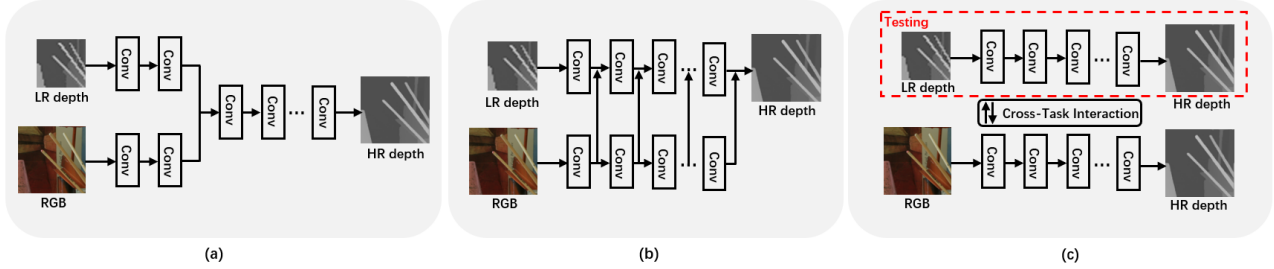 Conv
Conv
LR depth
Conv
Conv
...
Conv
HR depth
Conv
Conv
RGB
(a)
Conv
Conv
Conv
...
Conv
LR depth
HR depth
Conv
Conv
Conv
...
Conv
RGB
(b)
Testing
Conv
Conv
Conv
...
Conv
LR depth
HR depth
Cross-Task Interaction
Conv
Conv
Conv
...
Conv
RGB
HR depth
(c)